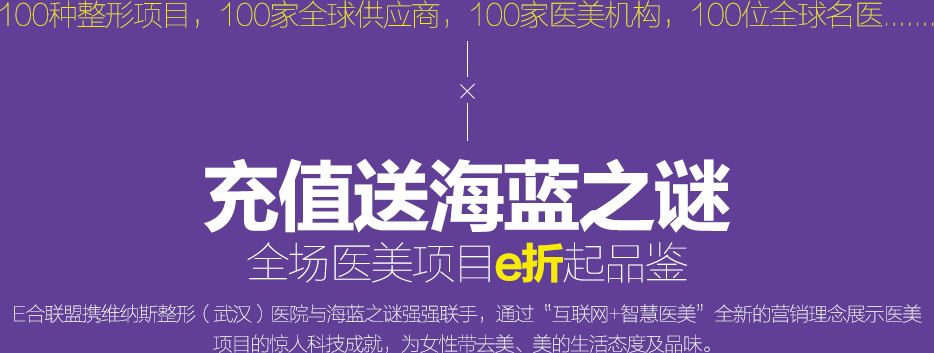 100种整形项目，100家全球供应商，100家医美机构，100位全球名医.......
×
充值送海蓝之谜
全场医美项目e折起品鉴
E合联盟携维纳斯整形（武汉）医院与海蓝之谜强强联手，通过“互联网+智慧医美”全新的营销理念展示医美
项目的惊人科技成就，为女性带去美、美的生活态度及品味。